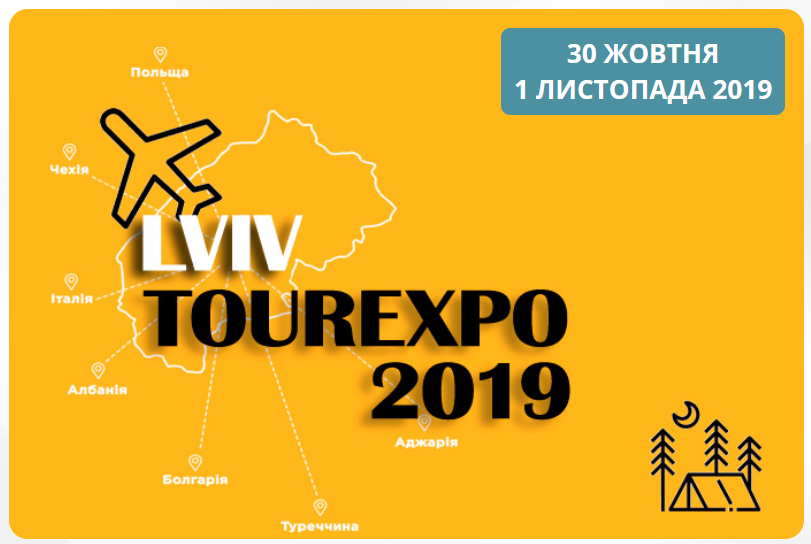 30 ЖОВТНЯ
1 ЛИСТОПАДА 2019
Польща
Чехія
LVIV
Італія
TOUREXPO
Албанія
2019
Аджарія
Болгарія
Туреччина